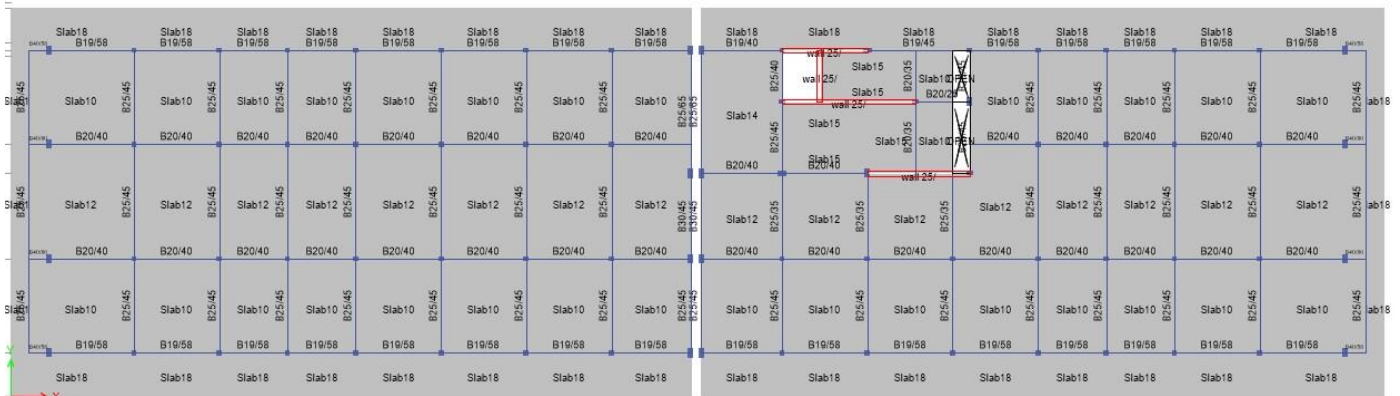 Slab18 Slab18 Slab18 Slab18 Slab18 Slab18 Slab18 Slab18 Slab18 Slab18 Slab18 Slab18 Slab18 Slab18 Slab18 Slab18
B19/58 B19/58 B19/58 B19/58 B19/58 B19/58 B19/58 B19/58 B19/40 B19/45 B19/58 B19/58 B19/58 B19/58 B19/58
wall 25/
Slab15
B25/45 B25/45 B25/45 B25/45 B25/45 B25/45 B25/45 B25/45 B25/65 B25/65 B25/40 wall 25/ B20/35 Slab10 OPEN B25/45 B25/45 B25/45 B25/45 B25/45
Slab15 B20/25
Slab10 Slab10 Slab10 Slab10 Slab10 Slab10 Slab10 Slab10 Slab10 Slab10 Slab10 Slab10 Slab10 ab18
wall 25/
Slab14 Slab15
B20/40 B20/40 B20/40 B20/40 B20/40 B20/40 B20/40 B20/40 B25/45 Slab15 B20/35 Slab10 OPEN B20/40 B20/40 B20/40 B20/40 B20/40
Slab15
B20/40 B20/40
wall 25/
Slab12 Slab12 Slab12 Slab12 Slab12 Slab12 Slab12 Slab12 Slab12 Slab12 Slab12 Slab12 Slab12 Slab12 Slab12 Slab12 ab18
B25/45 B25/45 B25/45 B25/45 B25/45 B25/45 B25/45 B25/45 B30/45 B30/45 B25/35 B25/35 B25/35 B25/45 B25/45 B25/45 B25/45 B25/45
B20/40 B20/40 B20/40 B20/40 B20/40 B20/40 B20/40 B20/40 B20/40 B20/40 B20/40 B20/40 B20/40 B20/40 B20/40 B20/40
Slab10 Slab10 Slab10 Slab10 Slab10 Slab10 Slab10 Slab10 Slab10 Slab10 Slab10 Slab10 Slab10 Slab10 Slab10 Slab10 ab18
B25/45 B25/45 B25/45 B25/45 B25/45 B25/45 B25/45 B25/45 B25/45 B25/45 B25/45 B25/45 B25/45 B25/45 B25/45 B25/45 B25/45 B25/45
B19/58 B19/58 B19/58 B19/58 B19/58 B19/58 B19/58 B19/58 B19/58 B19/58 B19/58 B19/58 B19/58 B19/58 B19/58 B19/58
Y
Slab18 Slab18 Slab18 Slab18 Slab18 Slab18 Slab18 Slab18 Slab18 Slab18 Slab18 Slab18 Slab18 Slab18 Slab18 Slab18
X